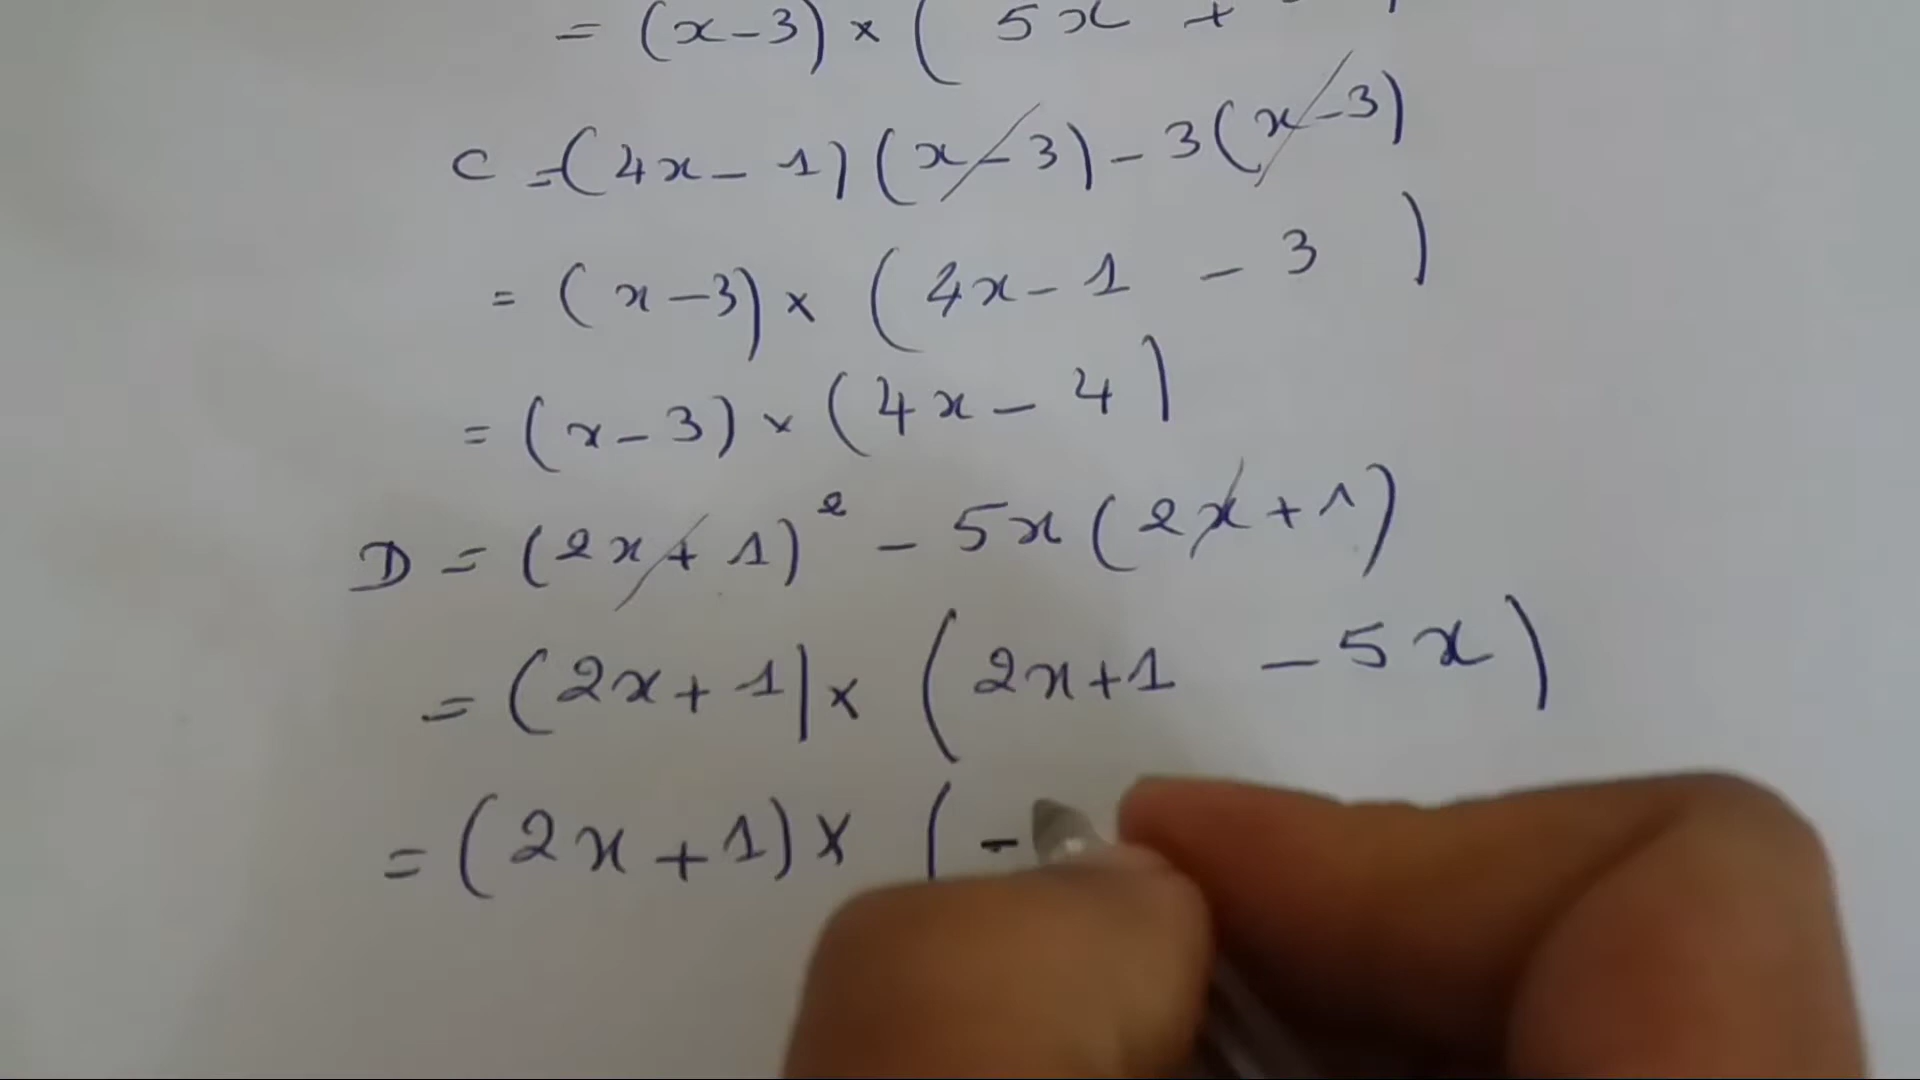 = (x-3) × ( 5x +
C = (4x - 1) (x - 3) - 3 (x - 3)
= (x - 3) × (4x - 1 - 3 )
= (x - 3) × (4x - 4)
D = (2x + 1)² - 5x (2x + 1)
= (2x + 1) × (2x+1 - 5x)
= (2x + 1) × ( -